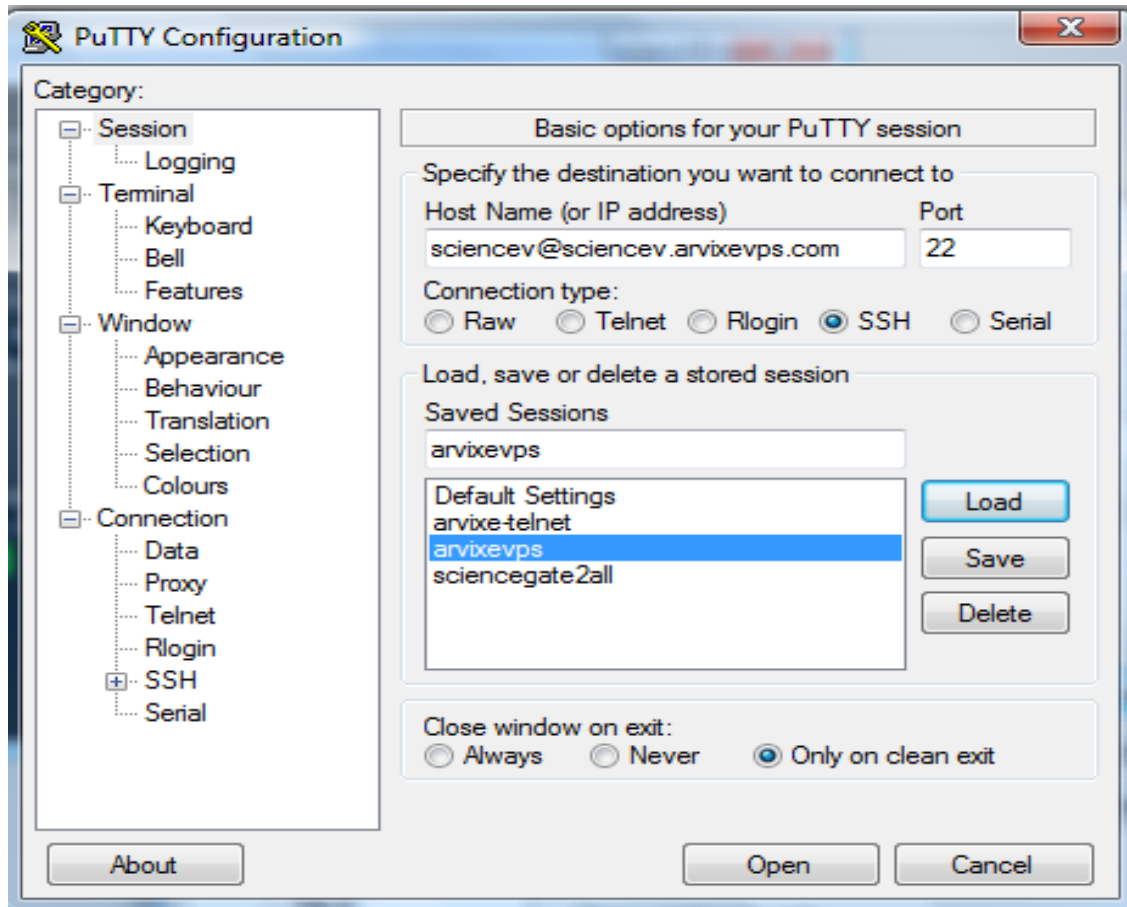 PuTTY Configuration
Category:
Session
Logging
Terminal
Keyboard
Bell
Features
Window
Appearance
Behaviour
Translation
Selection
Colours
Connection
Data
Proxy
Telnet
Rlogin
SSH
Serial
Basic options for your PuTTY session
Specify the destination you want to connect to
Host Name (or IP address) Port
sciencev@sciencev.arvixevps.com 22
Connection type:
Raw Telnet Rlogin SSH Serial
Load, save or delete a stored session
Saved Sessions
arvixevps
Default Settings
arvixe-telnet
arvixevps
sciencegate2all
Load
Save
Delete
Close window on exit:
Always Never Only on clean exit
About Open Cancel